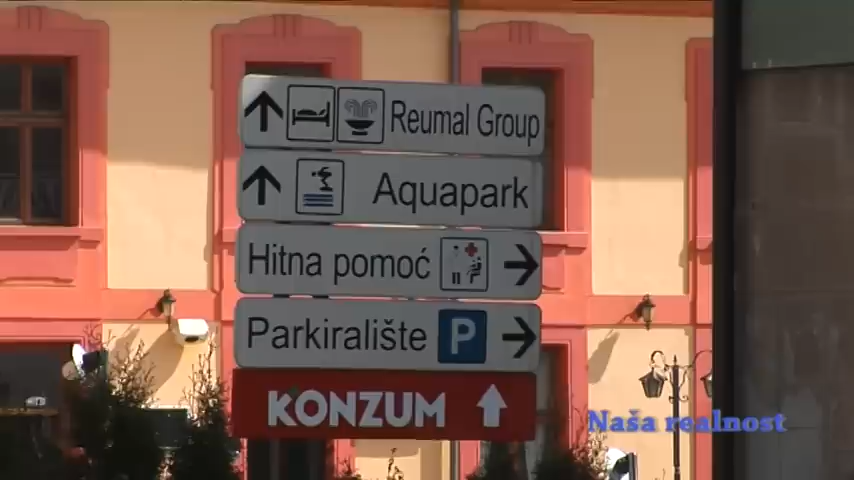 Reumal Group
Aquapark
Hitna pomoć
Parkiralište P
KONZUM
Naša realnost